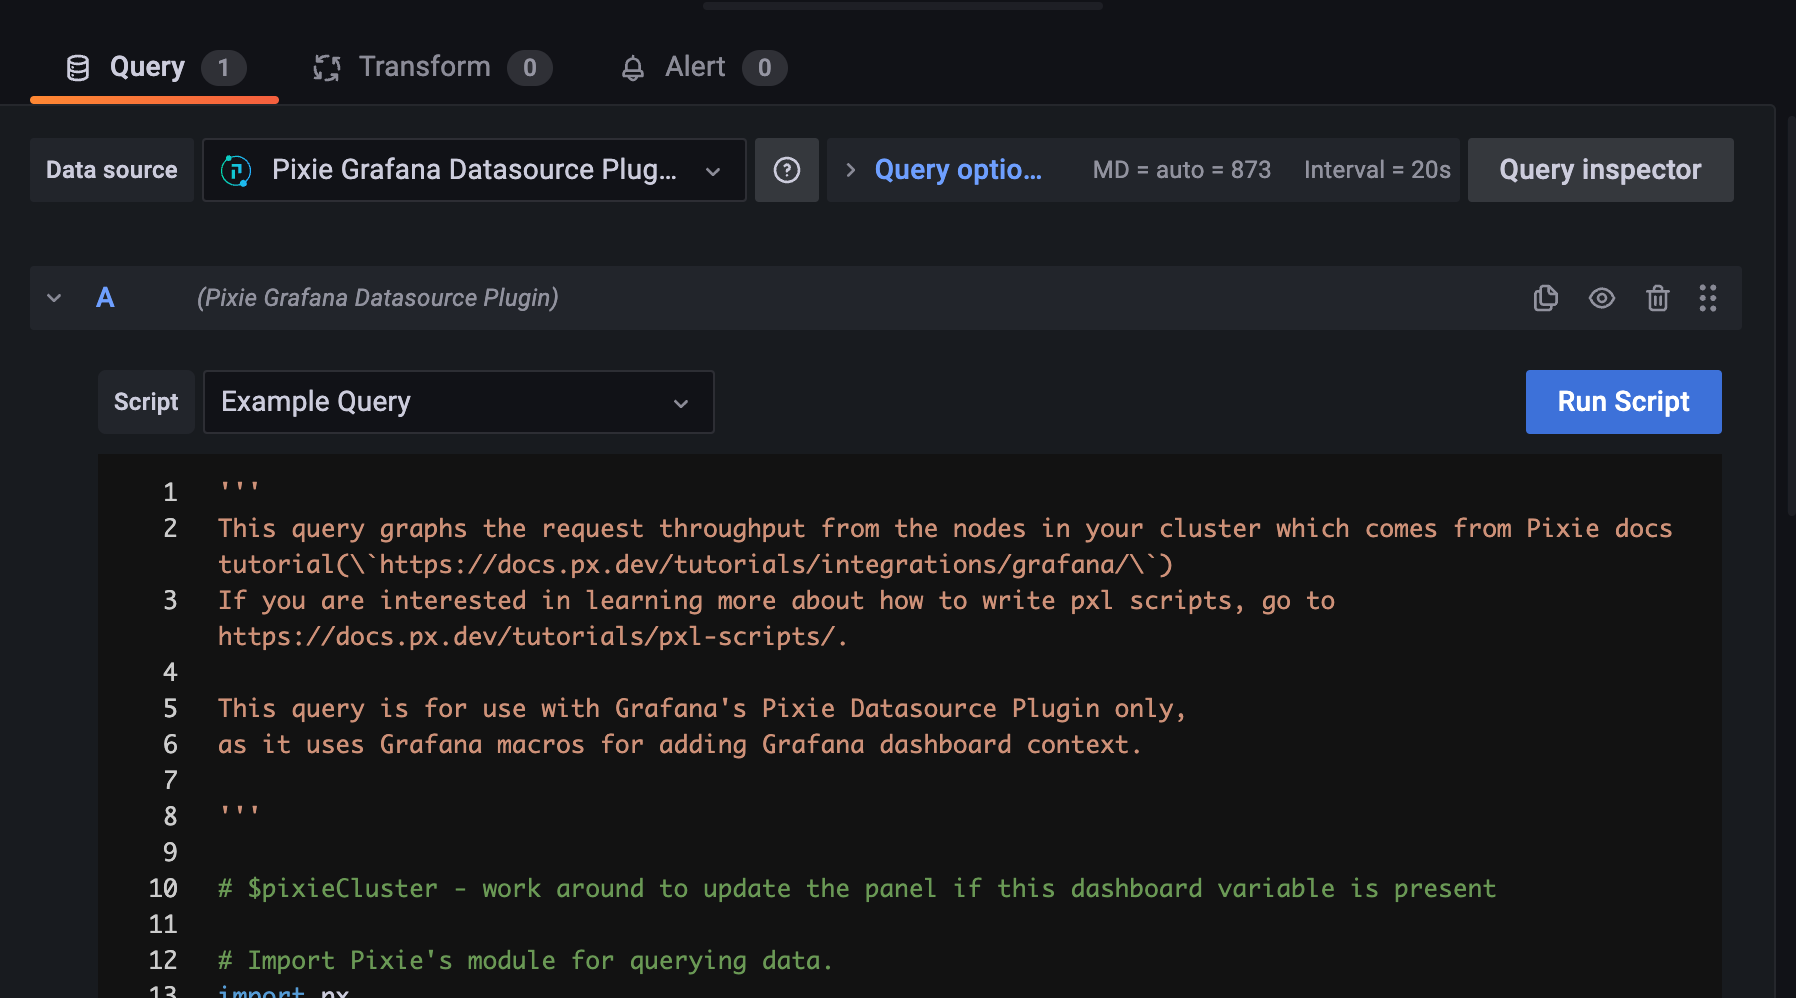 Query 1 Transform 0 Alert 0
Data source Pixie Grafana Datasource Plug... ? Query optio... MD = auto = 873 Interval = 20s Query inspector
A (Pixie Grafana Datasource Plugin)
Script Example Query Run Script
1 '''
2 This query graphs the request throughput from the nodes in your cluster which comes from Pixie docs
tutorial(\`https://docs.px.dev/tutorials/integrations/grafana/\`)
3 If you are interested in learning more about how to write pxl scripts, go to
https://docs.px.dev/tutorials/pxl-scripts/.
4
5 This query is for use with Grafana's Pixie Datasource Plugin only,
6 as it uses Grafana macros for adding Grafana dashboard context.
7
8 '''
9
10 # $pixieCluster - work around to update the panel if this dashboard variable is present
11
12 # Import Pixie's module for querying data.
13 import px